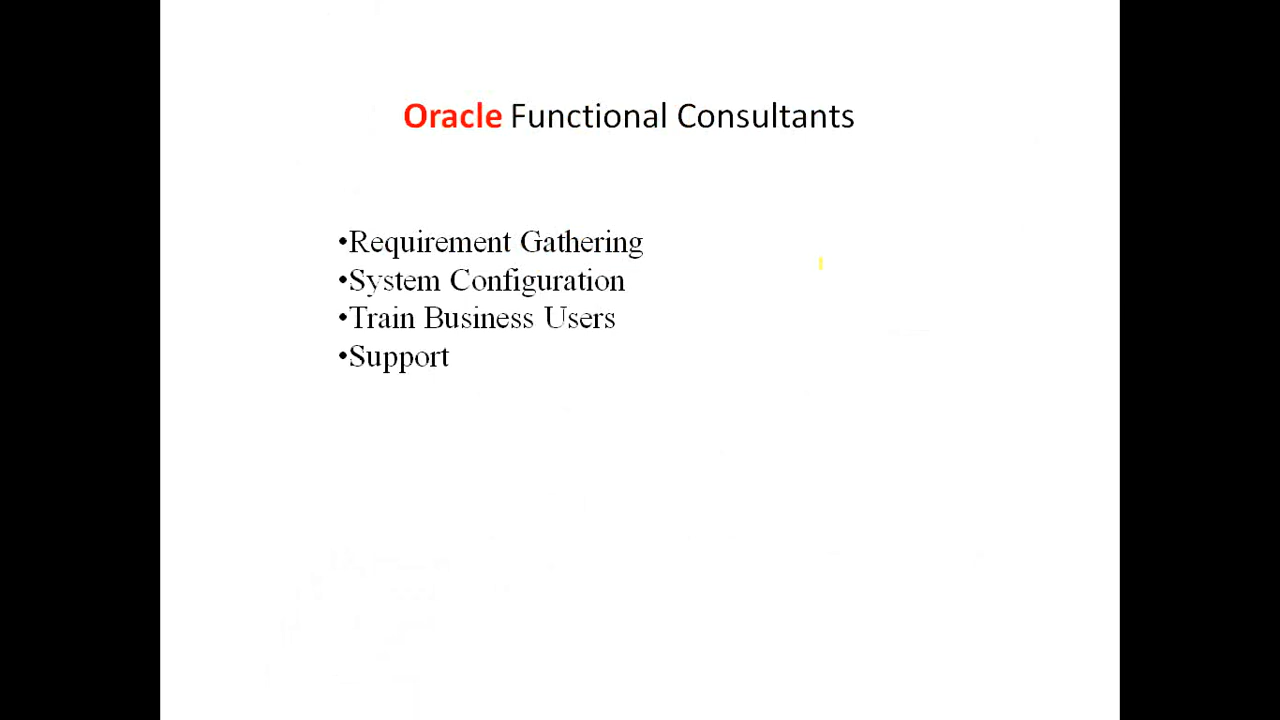 Oracle Functional Consultants
•Requirement Gathering
•System Configuration
•Train Business Users
•Support